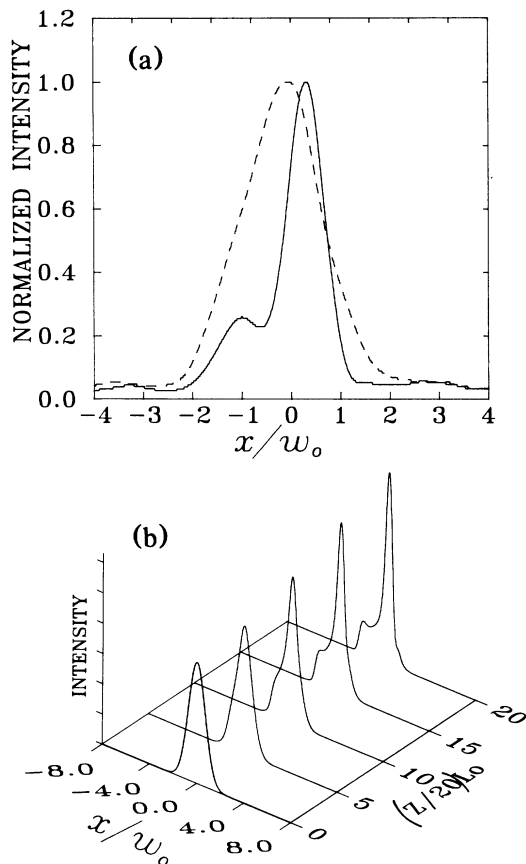 (a)
NORMALIZED INTENSITY
1.2
1.0
0.8
0.6
0.4
0.2
0.0
-4 -3 -2 -1 0 1 2 3 4
x/w₀
(b)
INTENSITY
-8.0 -4.0 0.0 4.0 8.0
x/w₀
0 5 10 15 20
(Z/20)L₀